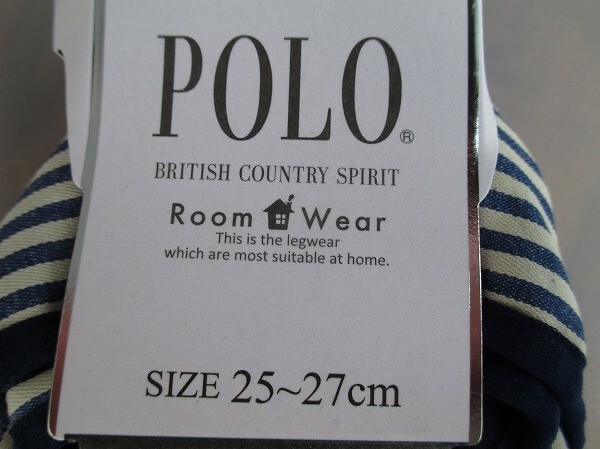 POLO®
BRITISH COUNTRY SPIRIT
Room Wear
This is the legwear
which are most suitable at home.
SIZE 25~27cm